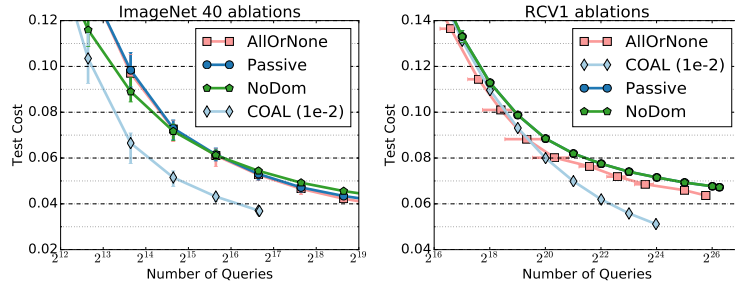 ImageNet 40 ablations
0.12
0.10
0.08
0.06
0.04
0.02
Test Cost
AllOrNone
Passive
NoDom
COAL (1e-2)
2^12 2^13 2^14 2^15 2^16 2^17 2^18 2^19
Number of Queries
RCV1 ablations
0.14
0.12
0.10
0.08
0.06
0.04
Test Cost
AllOrNone
COAL (1e-2)
Passive
NoDom
2^16 2^18 2^20 2^22 2^24 2^26
Number of Queries